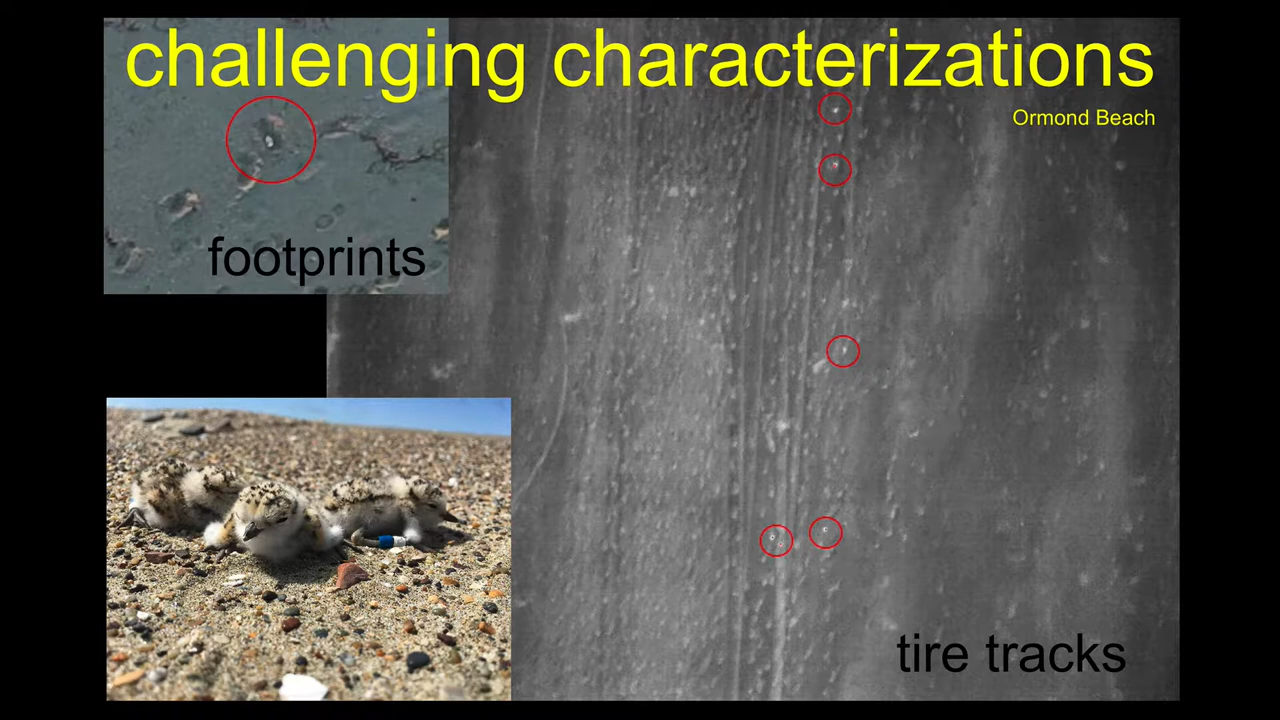 challenging characterizations
Ormond Beach
footprints
tire tracks